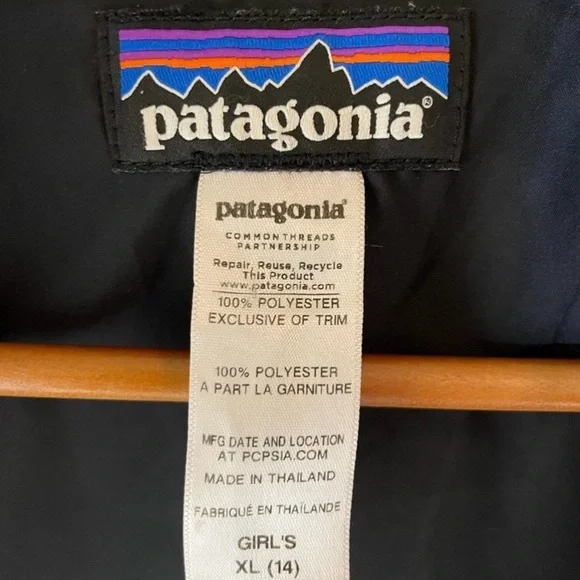 patagonia®
patagonia®
COMMONTHREADS
PARTNERSHIP
Repair, Reuse, Recycle
This Product
www.patagonia.com
100% POLYESTER
EXCLUSIVE OF TRIM
100% POLYESTER
A PART LA GARNITURE
MFG DATE AND LOCATION
AT PCPSIA.COM
MADE IN THAILAND
FABRIQUÉ EN THAÏLANDE
GIRL'S
XL (14)